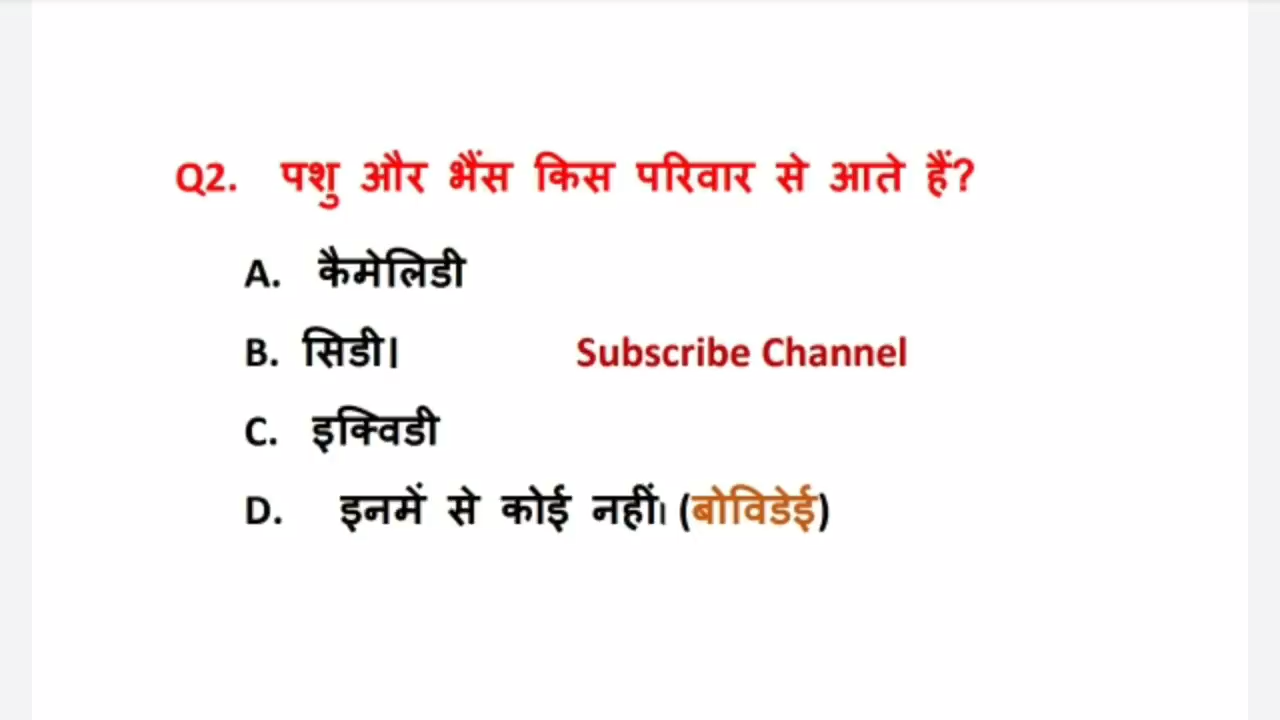 Q2. पशु और भैंस किस परिवार से आते हैं?
A. कैमेलिडी
B. सिडी। Subscribe Channel
C. इक्विडी
D. इनमें से कोई नहीं। (बोविडेई)